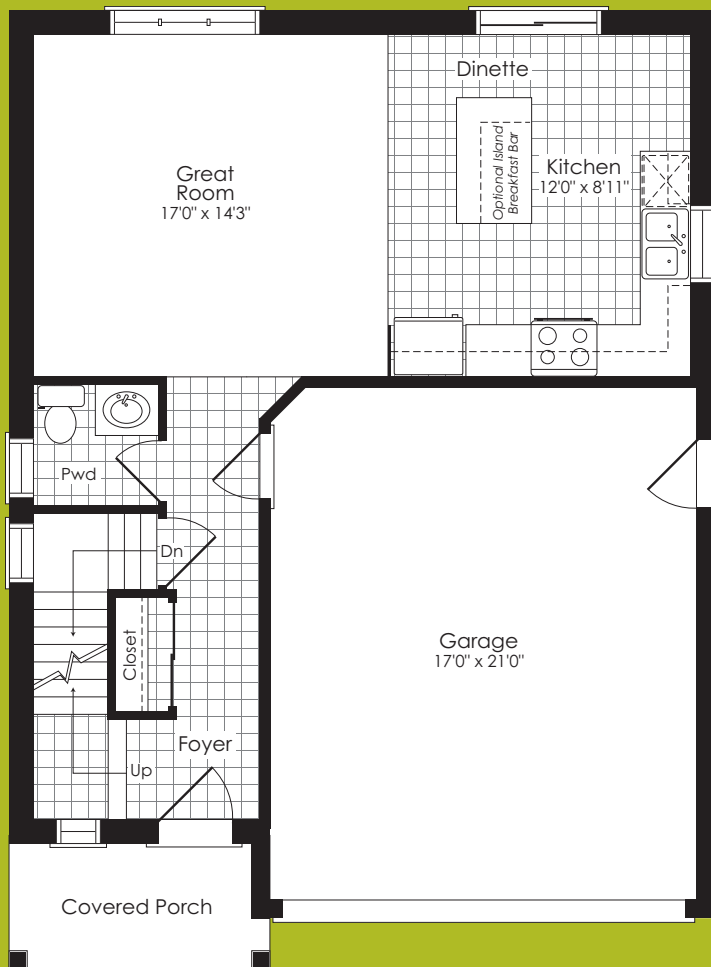 Dinette
Great
Room
17'0" x 14'3"
Optional Island
Breakfast Bar
Kitchen
12'0" x 8'11"
Pwd
Dn
Closet
Garage
17'0" x 21'0"
Foyer
Up
Covered Porch